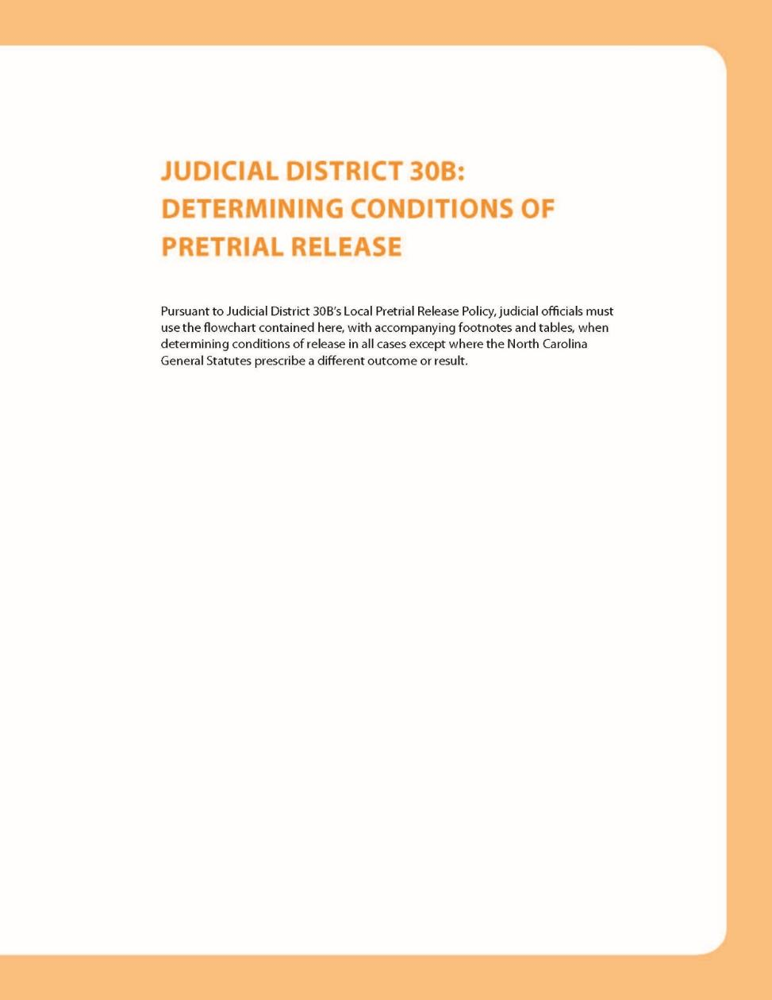 JUDICIAL DISTRICT 30B:
DETERMINING CONDITIONS OF
PRETRIAL RELEASE
Pursuant to Judicial District 30B’s Local Pretrial Release Policy, judicial officials must
use the flowchart contained here, with accompanying footnotes and tables, when
determining conditions of release in all cases except where the North Carolina
General Statutes prescribe a different outcome or result.